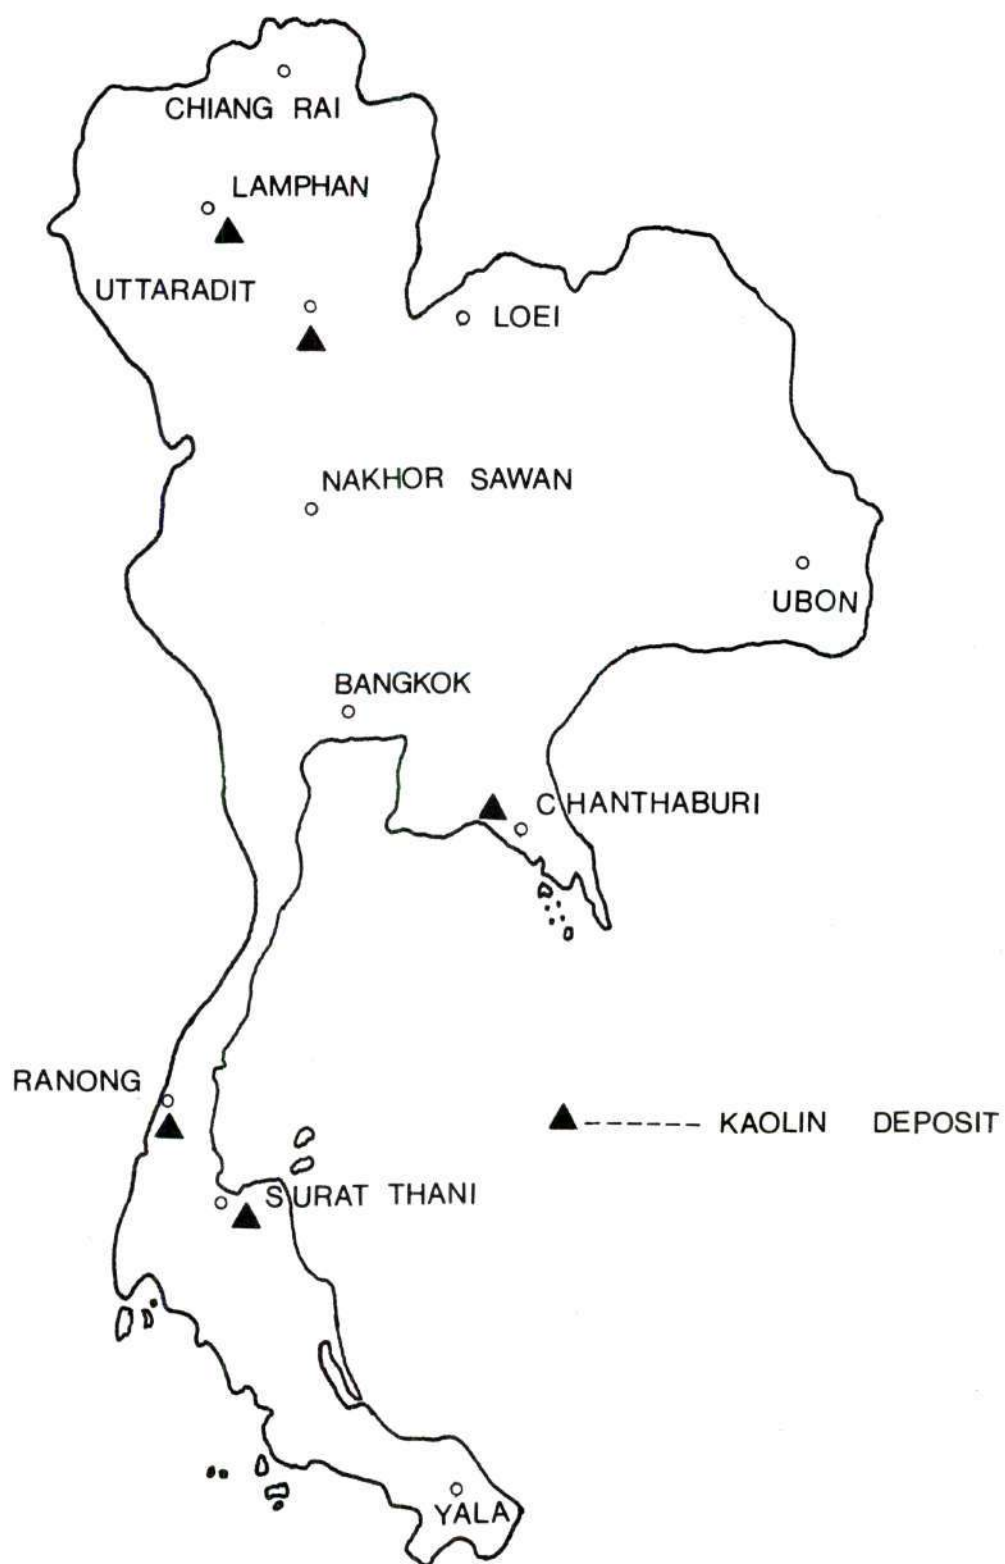 CHIANG RAI
LAMPHAN
UTTARADIT
LOEI
NAKHOR SAWAN
UBON
BANGKOK
CHANTHABURI
RANONG
KAOLIN DEPOSIT
SURAT THANI
YALA